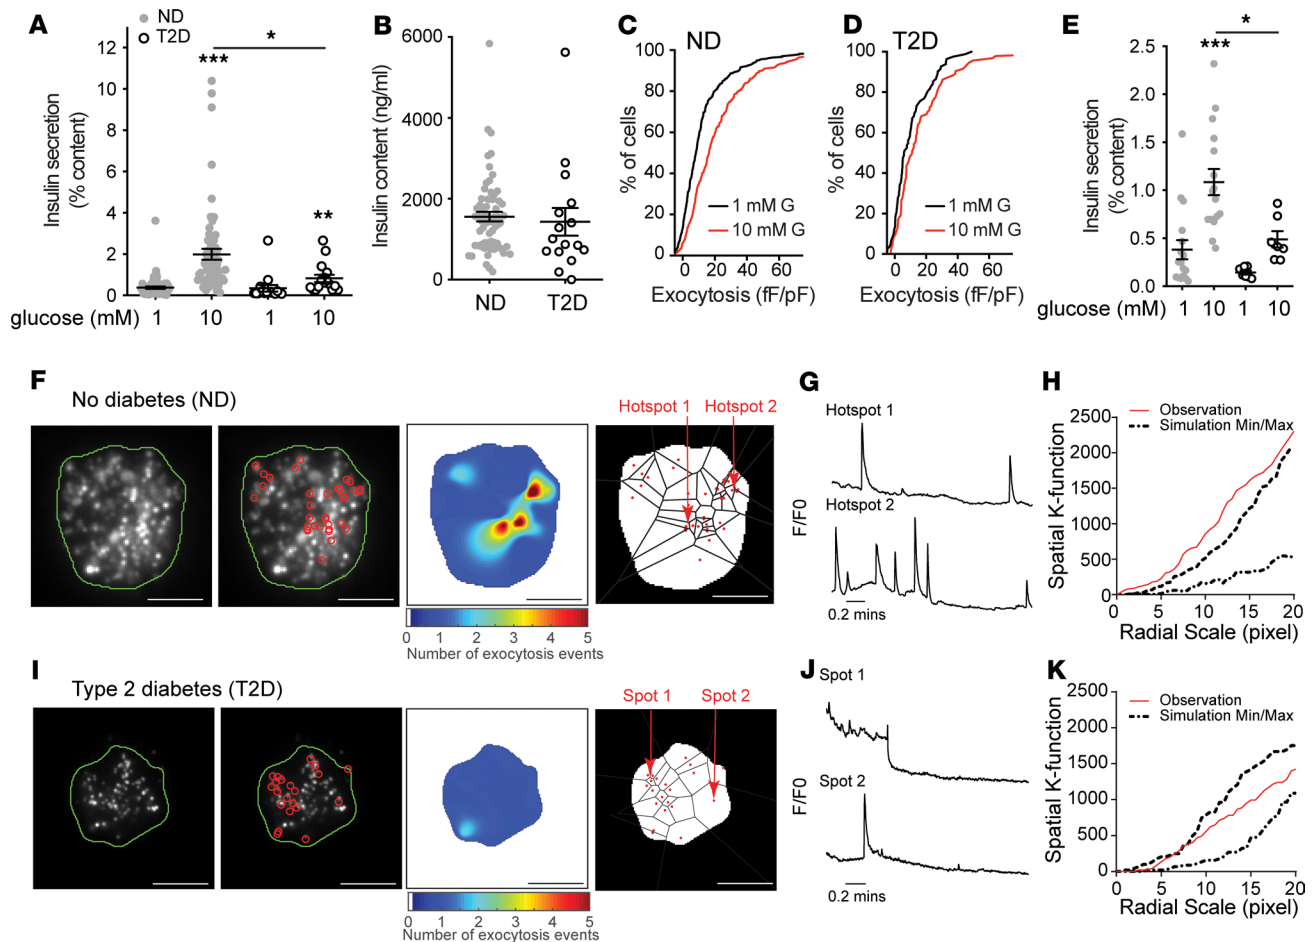 A
ND
T2D
Insulin secretion
(% content)
12
10
8
6
4
2
0
***
*
**
glucose (mM)
1
10
1
10
B
Insulin content (ng/ml)
6000
4000
2000
0
ND
T2D
C
ND
% of cells
100
80
60
40
20
0
1 mM G
10 mM G
0
20
40
60
Exocytosis (fF/pF)
D
T2D
% of cells
100
80
60
40
20
0
1 mM G
10 mM G
0
20
40
60
Exocytosis (fF/pF)
E
Insulin secretion
(% content)
2.5
2.0
1.5
1.0
0.5
0.0
***
*
glucose (mM)
1
10
1
10
F
No diabetes (ND)
0 1 2 3 4 5
Number of exocytosis events
Hotspot 1
Hotspot 2
G
Hotspot 1
Hotspot 2
F/F0
0.2 mins
H
Spatial K-function
2500
2000
1500
1000
500
0
Observation
Simulation Min/Max
0 5 10 15 20
Radial Scale (pixel)
I
Type 2 diabetes (T2D)
0 1 2 3 4 5
Number of exocytosis events
Spot 1
Spot 2
J
Spot 1
Spot 2
F/F0
0.2 mins
K
Spatial K-function
2500
2000
1500
1000
500
0
Observation
Simulation Min/Max
0 5 10 15 20
Radial Scale (pixel)